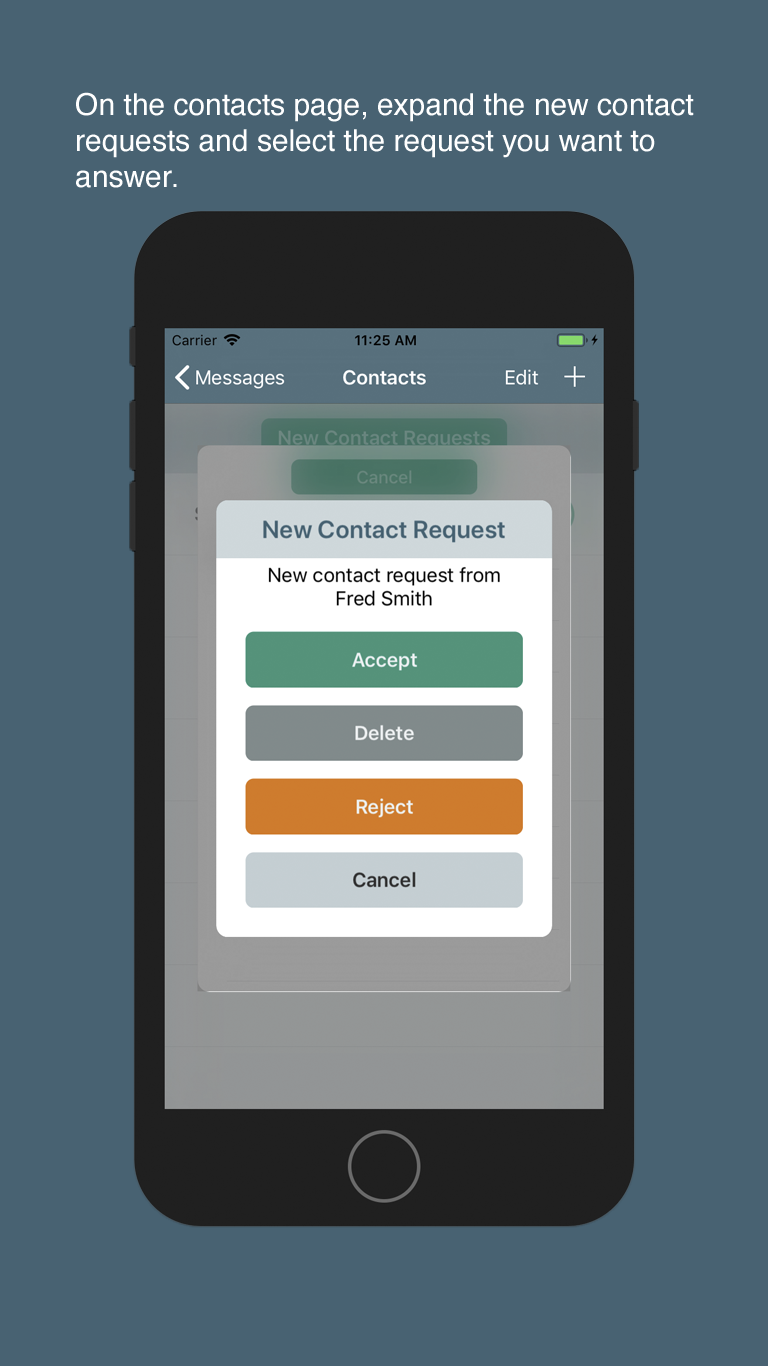 On the contacts page, expand the new contact
requests and select the request you want to
answer.
Carrier 11:25 AM
Messages Contacts Edit +
New Contact Requests
Cancel
New Contact Request
New contact request from
Fred Smith
Accept
Delete
Reject
Cancel